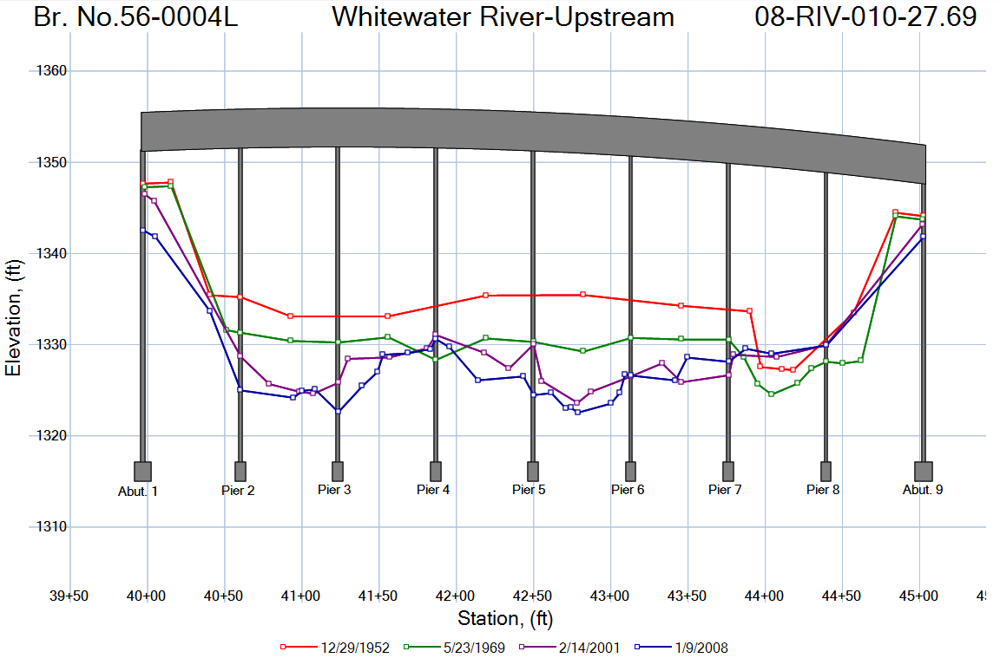 Br. No.56-0004L Whitewater River-Upstream 08-RIV-010-27.69
1360
1350
1340
Elevation, (ft)
1330
1320
Abut. 1 Pier 2 Pier 3 Pier 4 Pier 5 Pier 6 Pier 7 Pier 8 Abut. 9
1310
39+50 40+00 40+50 41+00 41+50 42+00 42+50 43+00 43+50 44+00 44+50 45+00 45
Station, (ft)
12/29/1952 5/23/1969 2/14/2001 1/9/2008